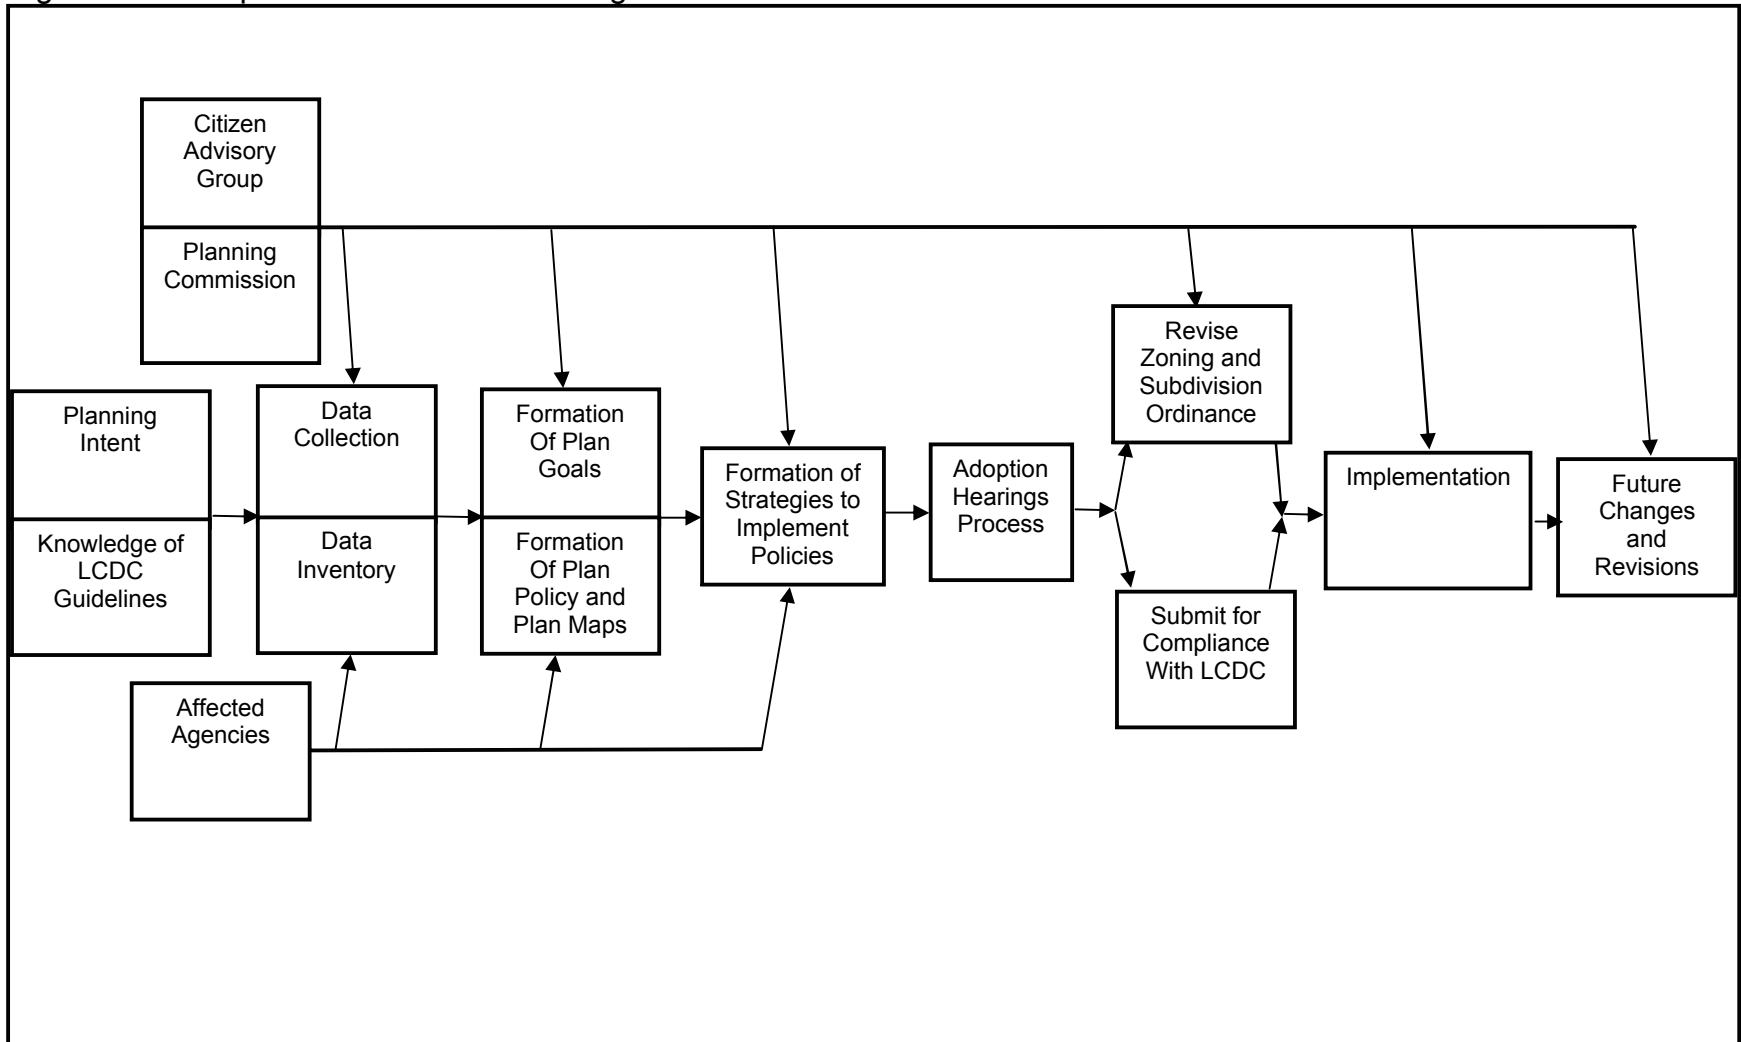 Citizen
Advisory
Group
Planning
Commission
Planning
Intent
Knowledge of
LCDC
Guidelines
Data
Collection
Data
Inventory
Formation
Of Plan
Goals
Formation
Of Plan
Policy and
Plan Maps
Formation of
Strategies to
Implement
Policies
Adoption
Hearings
Process
Revise
Zoning and
Subdivision
Ordinance
Submit for
Compliance
With LCDC
Implementation
Future
Changes
and
Revisions
Affected
Agencies